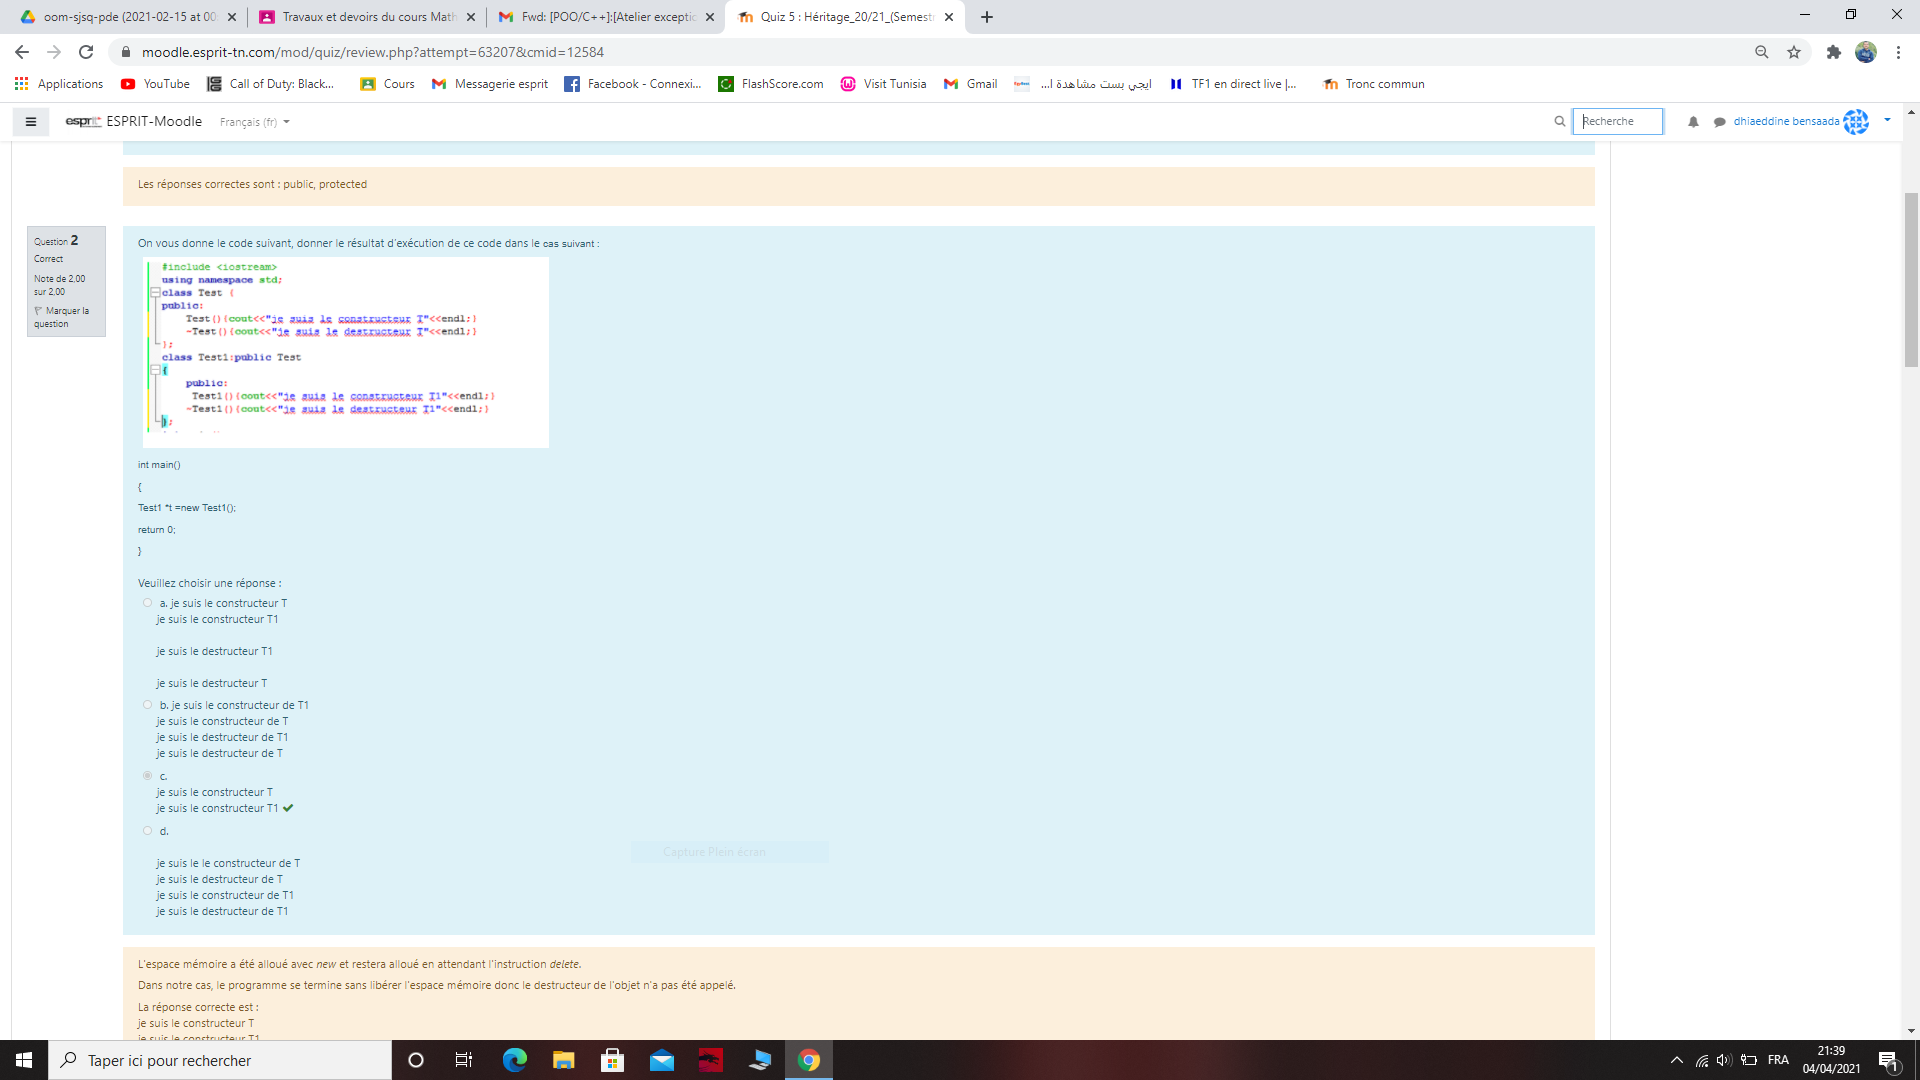 oom-sjsq-pde (2021-02-15 at 00
Travaux et devoirs du cours Math
Fwd: [POO/C++]:[Atelier exceptio
Quiz 5 : Héritage_20/21_(Semestr
moodle.esprit-tn.com/mod/quiz/review.php?attempt=63207&cmid=12584
Applications
YouTube
Call of Duty: Black...
Cours
Messagerie esprit
Facebook - Connexi...
FlashScore.com
Visit Tunisia
Gmail
ايجي بست مشاهدة ا...
TF1 en direct live |...
Tronc commun
esprit ESPRIT-Moodle
Français (fr)
Recherche
dhiaeddine bensaada
Les réponses correctes sont : public, protected
Question 2
Correct
Note de 2,00
sur 2,00
Marquer la
question
On vous donne le code suivant, donner le résultat d'exécution de ce code dans le cas suivant :
#include <iostream>
using namespace std;
class Test {
public:
Test(){cout<<"je suis le constructeur T"<<endl;}
~Test(){cout<<"je suis le destructeur T"<<endl;}
};
class Test1:public Test
{
public:
Test1(){cout<<"je suis le constructeur T1"<<endl;}
~Test1(){cout<<"je suis le destructeur T1"<<endl;}
};
int main()
{
Test1 *t =new Test1();
return 0;
}
Veuillez choisir une réponse :
a. je suis le constructeur T
je suis le constructeur T1
je suis le destructeur T1
je suis le destructeur T
b. je suis le constructeur de T1
je suis le constructeur de T
je suis le destructeur de T1
je suis le destructeur de T
c.
je suis le constructeur T
je suis le constructeur T1
d.
je suis le le constructeur de T
je suis le destructeur de T
je suis le constructeur de T1
je suis le destructeur de T1
Capture Plein écran
L'espace mémoire a été alloué avec new et restera alloué en attendant l'instruction delete.
Dans notre cas, le programme se termine sans libérer l'espace mémoire donc le destructeur de l'objet n'a pas été appelé.
La réponse correcte est :
je suis le constructeur T
je suis le constructeur T1
Taper ici pour rechercher
FRA
21:39
04/04/2021
1